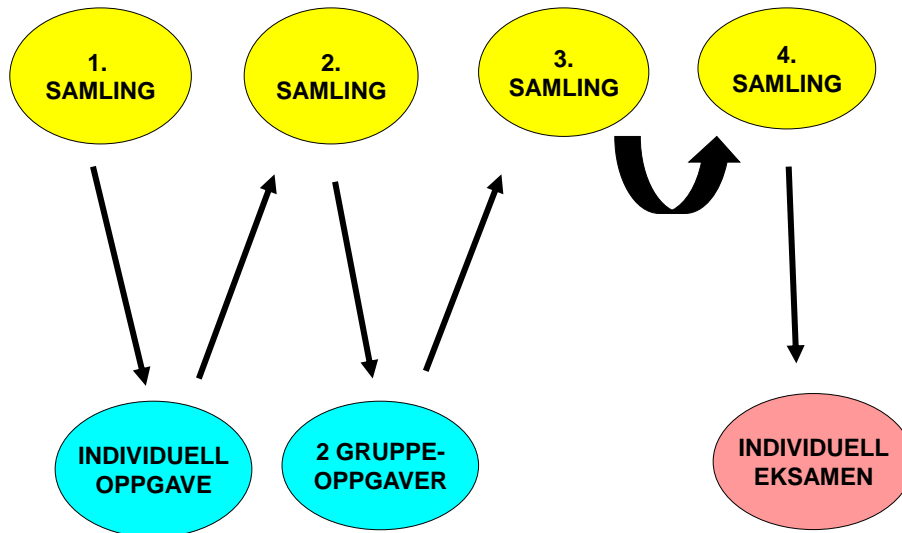 1.
SAMLING
2.
SAMLING
3.
SAMLING
4.
SAMLING
INDIVIDUELL
OPPGAVE
2 GRUPPE-
OPPGAVER
INDIVIDUELL
EKSAMEN